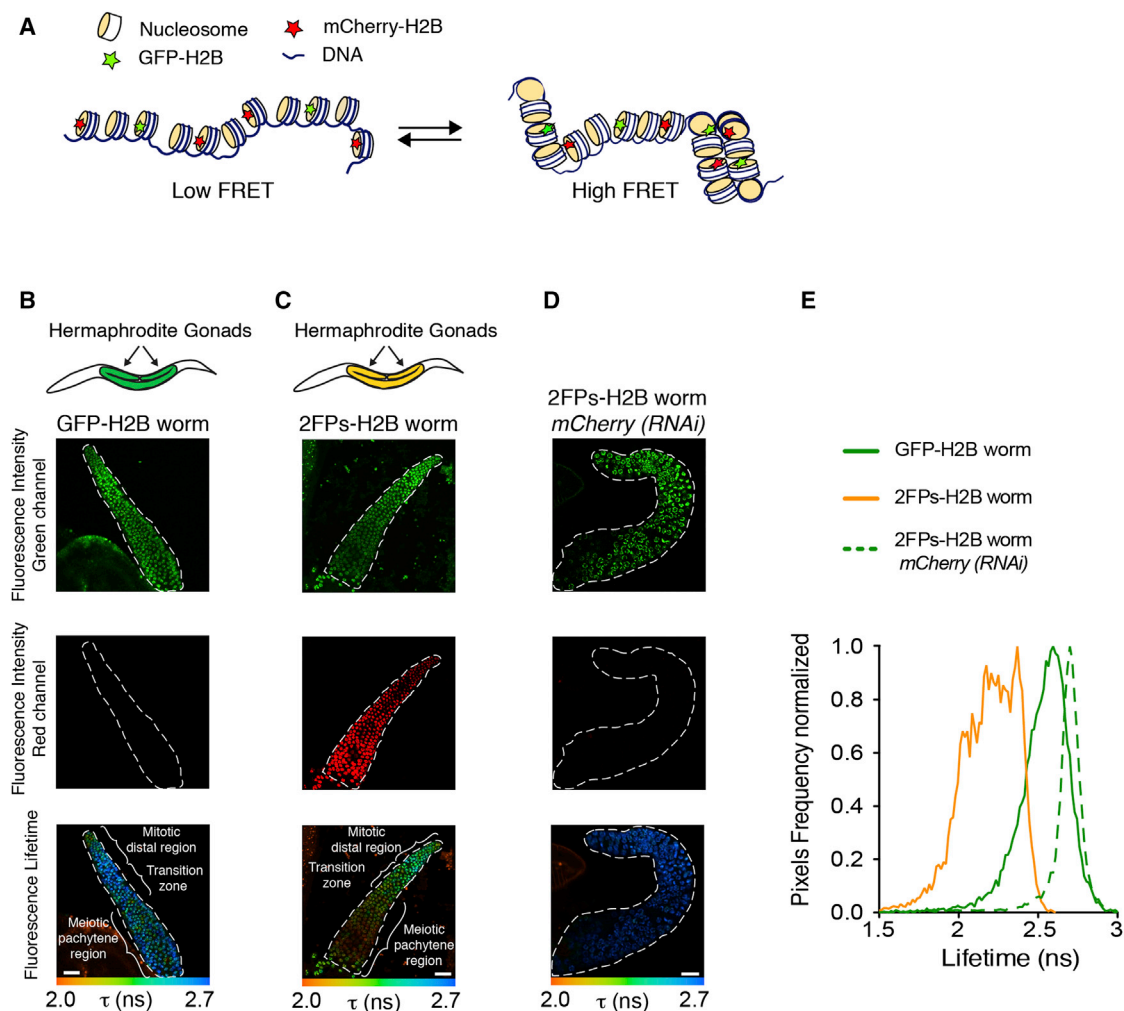 A
Nucleosome
mCherry-H2B
GFP-H2B
DNA
Low FRET
High FRET
B
Hermaphrodite Gonads
GFP-H2B worm
C
Hermaphrodite Gonads
2FPs-H2B worm
D
2FPs-H2B worm
mCherry (RNAi)
E
GFP-H2B worm
2FPs-H2B worm
2FPs-H2B worm
mCherry (RNAi)
Fluorescence Intensity
Green channel
Fluorescence Intensity
Red channel
Fluorescence Lifetime
Mitotic
distal region
Transition
zone
Meiotic
pachytene
region
2.0
τ (ns)
2.7
Mitotic
distal region
Transition
zone
Meiotic
pachytene
region
2.0
τ (ns)
2.7
2.0
τ (ns)
2.7
Pixels Frequency normalized
1.0
0.8
0.6
0.4
0.2
0.0
1.5
2
2.5
3
Lifetime (ns)